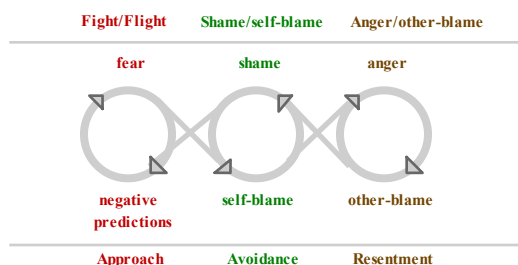 Fight/Flight Shame/self-blame Anger/other-blame
fear shame anger
negative self-blame other-blame
predictions
Approach Avoidance Resentment